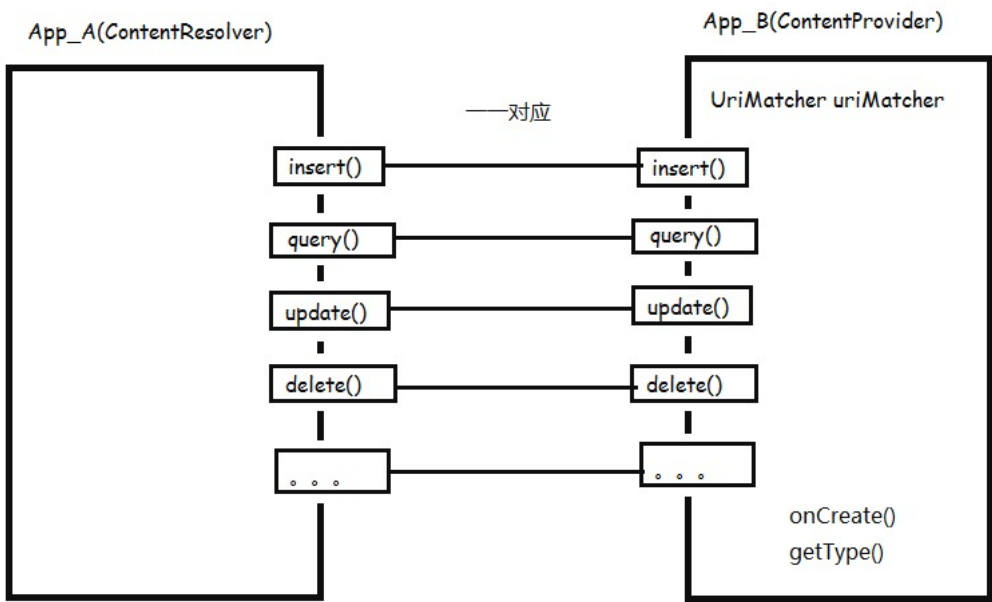 App_A(ContentResolver)
App_B(ContentProvider)
一一对应
UriMatcher uriMatcher
insert()
insert()
query()
query()
update()
update()
delete()
delete()
。。。
。。。
onCreate()
getType()